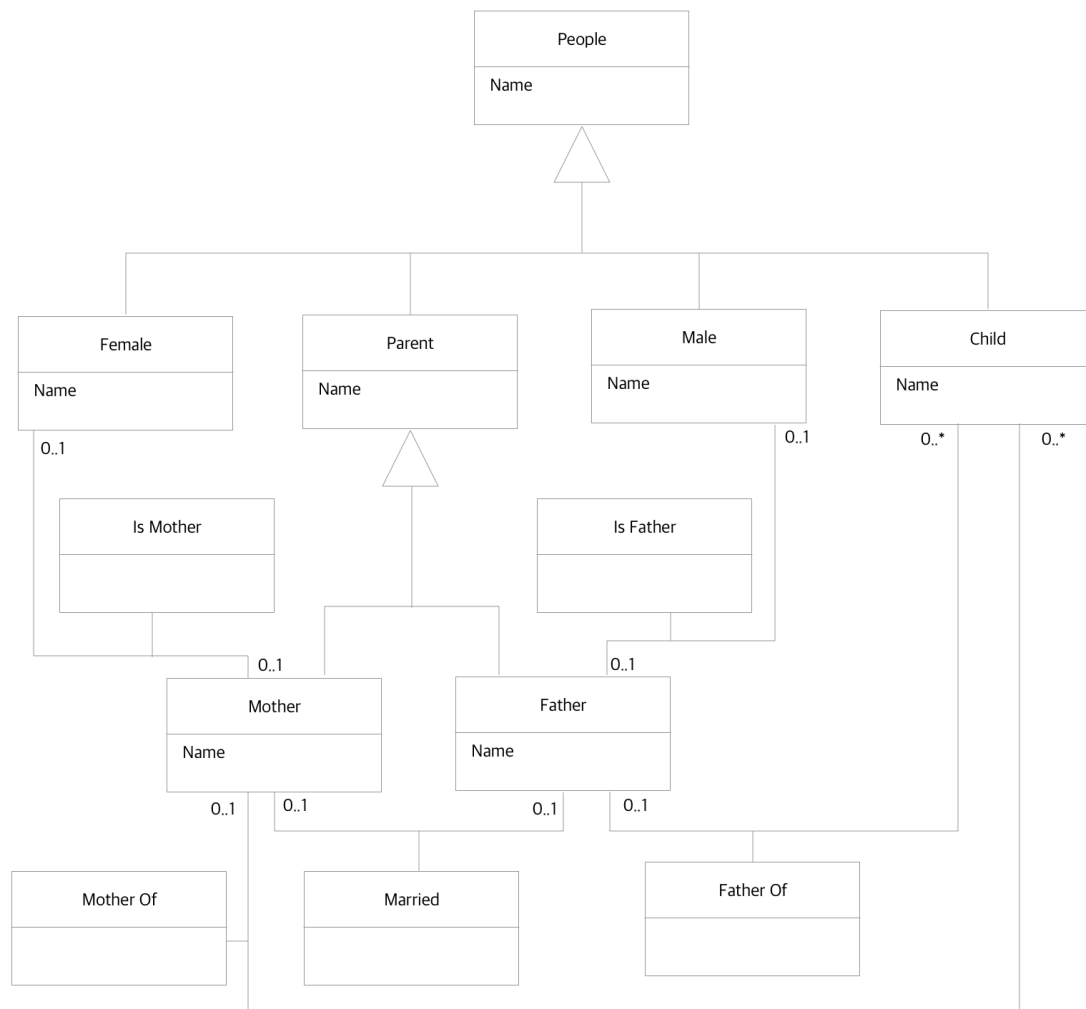 People
Name
Female
Parent
Male
Child
Name
Name
Name
Name
0..1
0..1
0..*
0..*
Is Mother
Is Father
0..1
0..1
Mother
Father
Name
Name
0..1
0..1
0..1
0..1
Mother Of
Married
Father Of